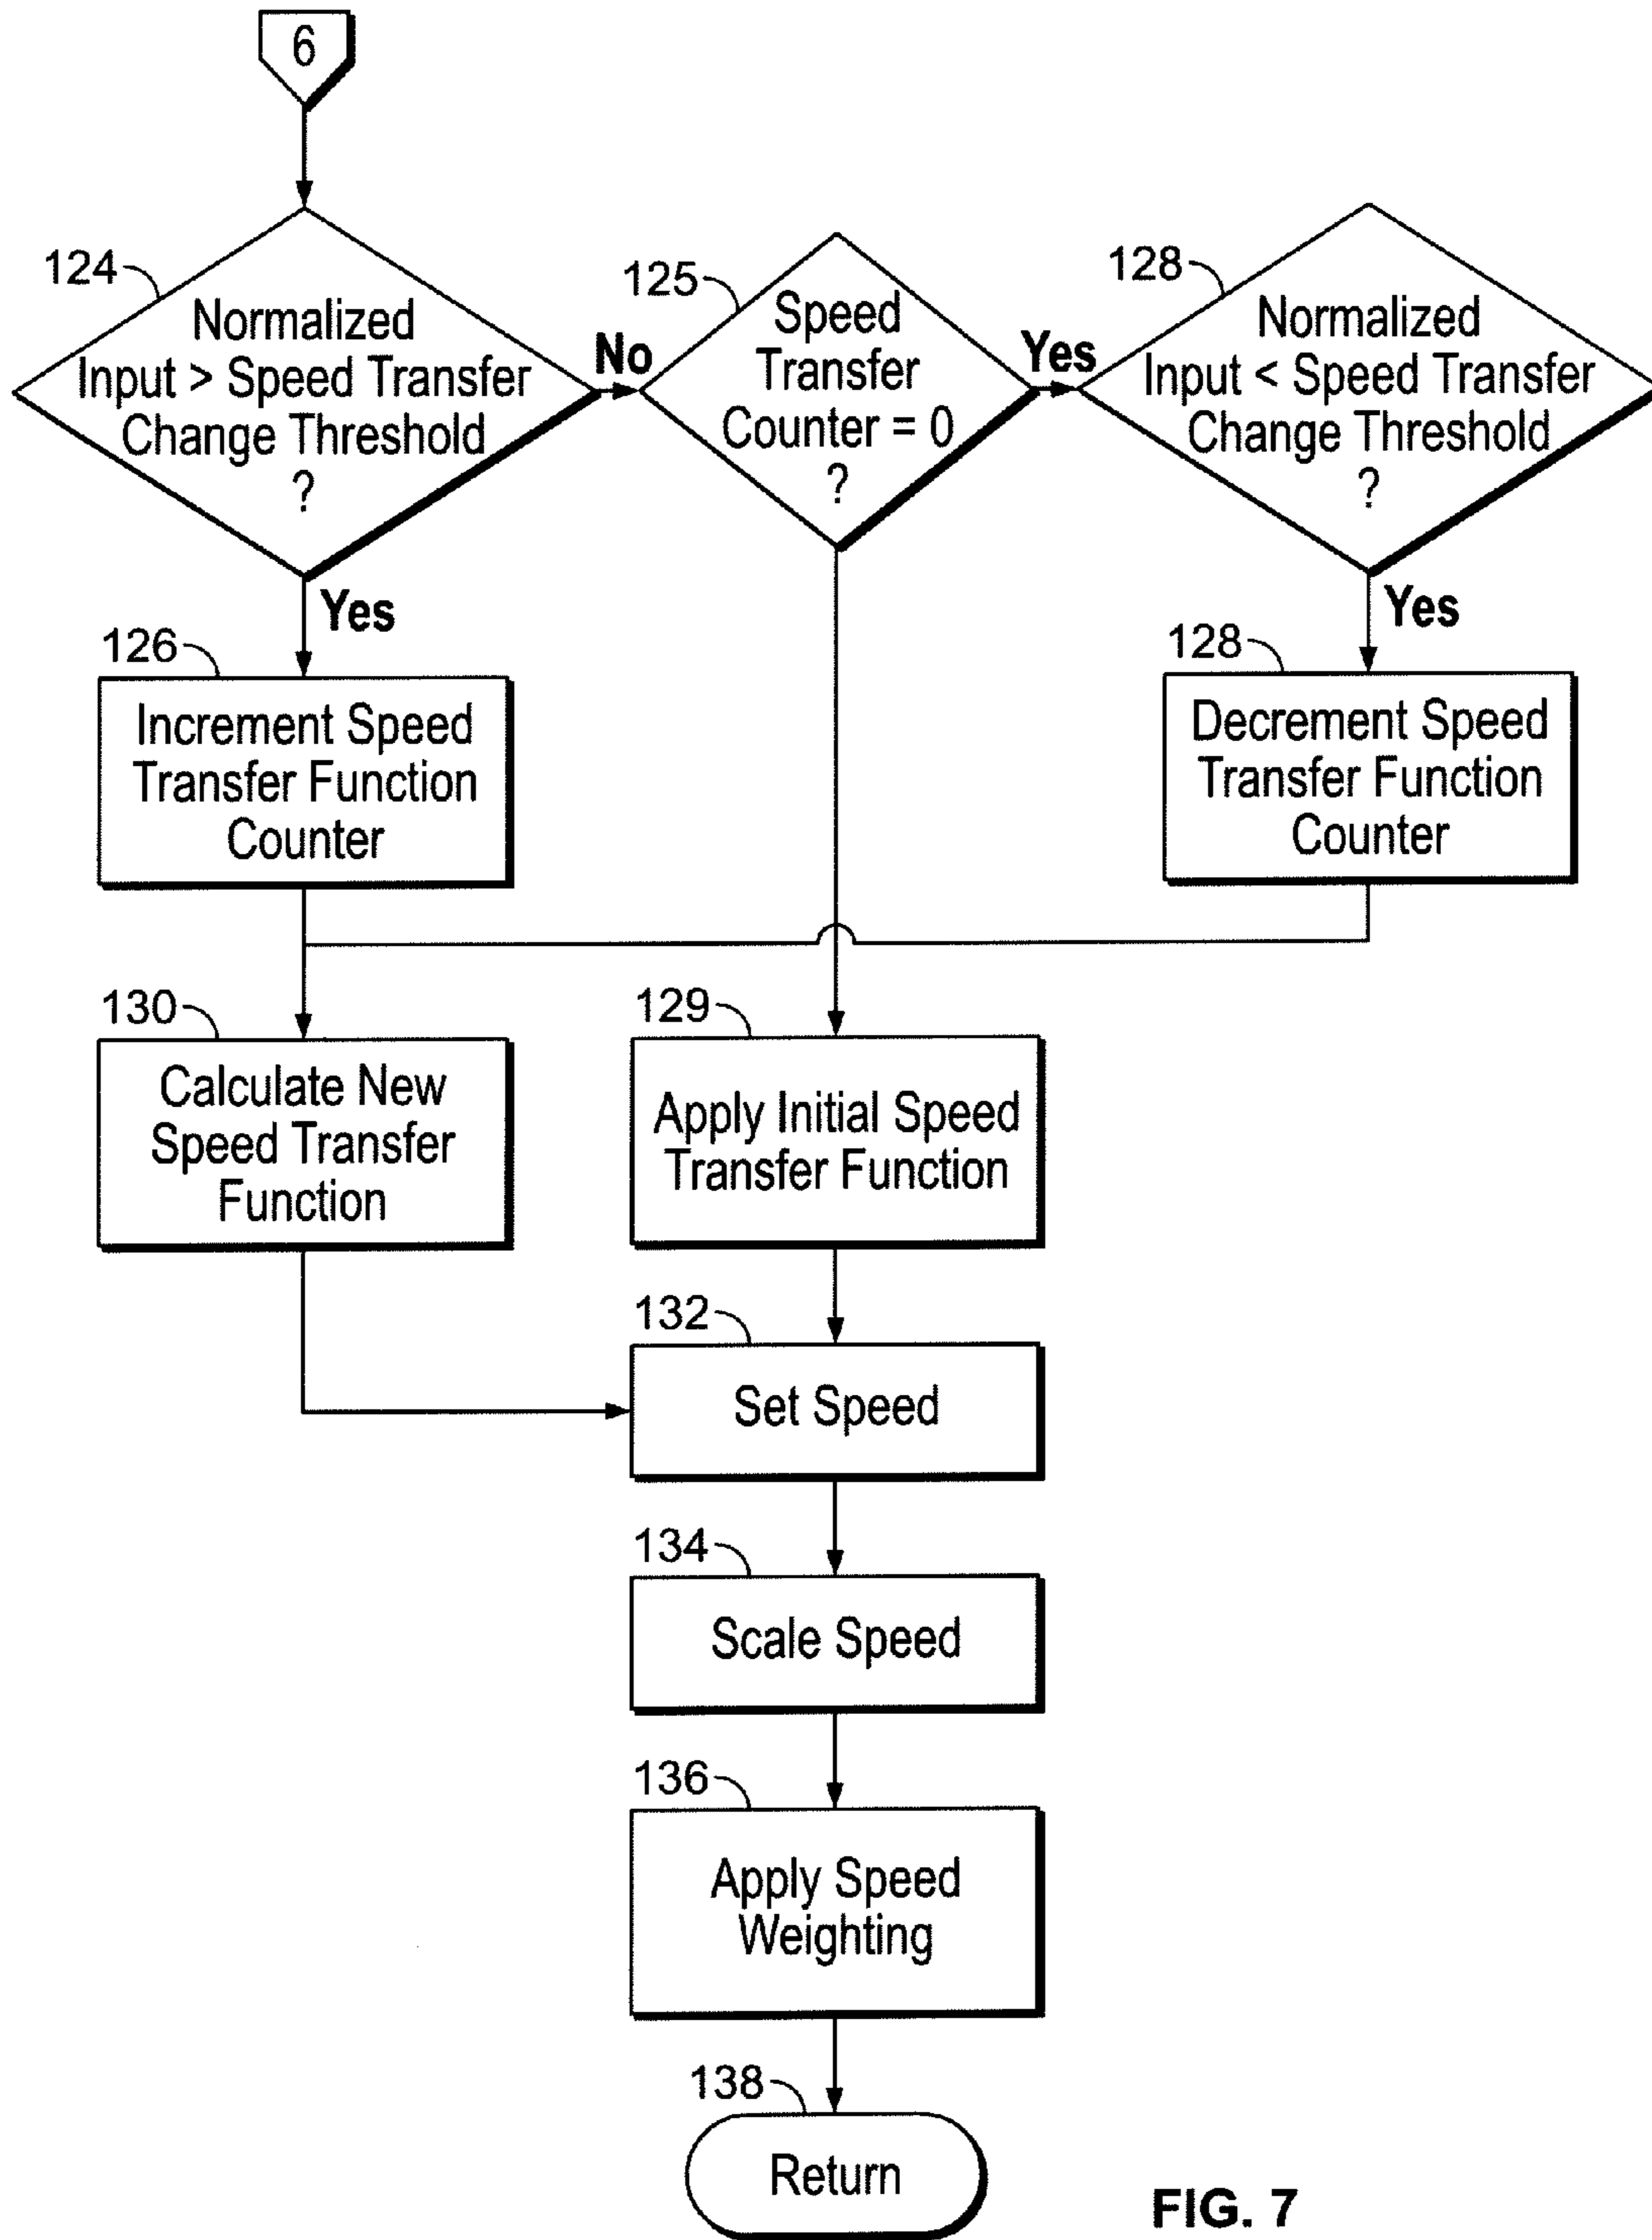 6
124
Normalized
Input > Speed Transfer
Change Threshold
?
No
125
Speed
Transfer
Counter = 0
?
Yes
128
Normalized
Input < Speed Transfer
Change Threshold
?
Yes
126
Increment Speed
Transfer Function
Counter
Yes
128
Decrement Speed
Transfer Function
Counter
130
Calculate New
Speed Transfer
Function
129
Apply Initial Speed
Transfer Function
132
Set Speed
134
Scale Speed
136
Apply Speed
Weighting
138
Return
FIG. 7